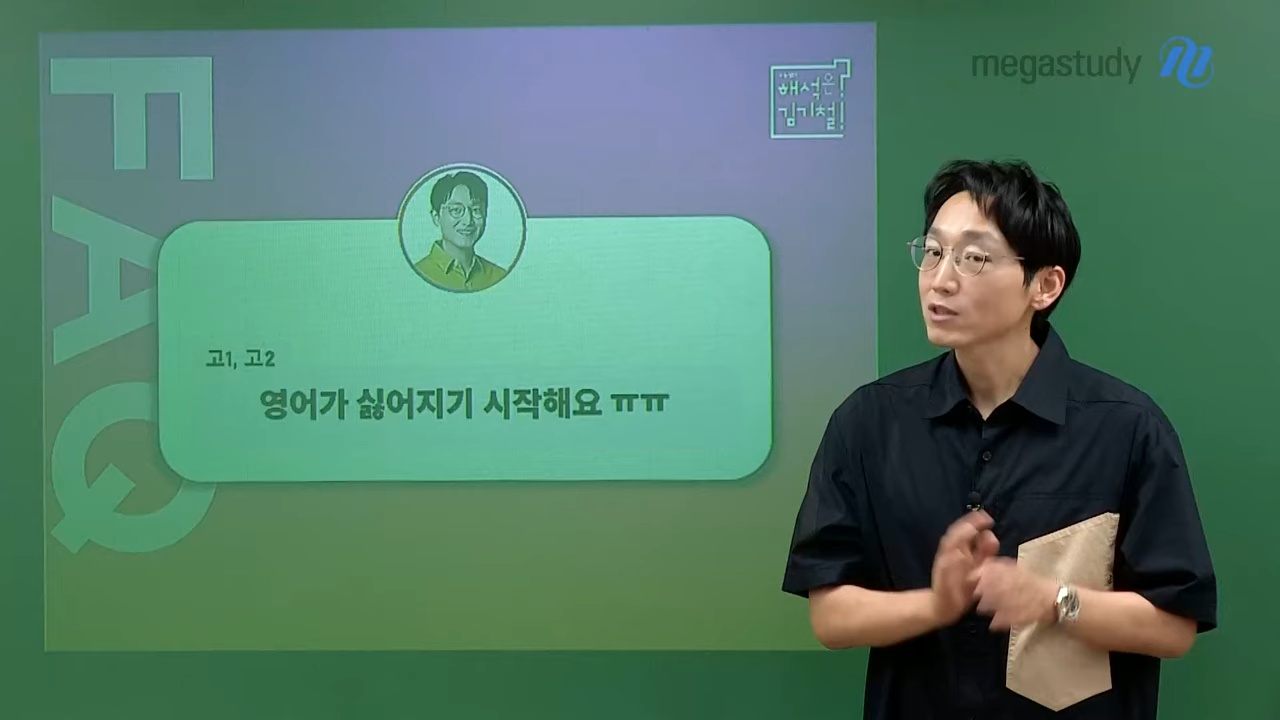 megastudy
FAQ
해석은!
김기철!
고1, 고2
영어가 싫어지기 시작해요 ㅠㅠ